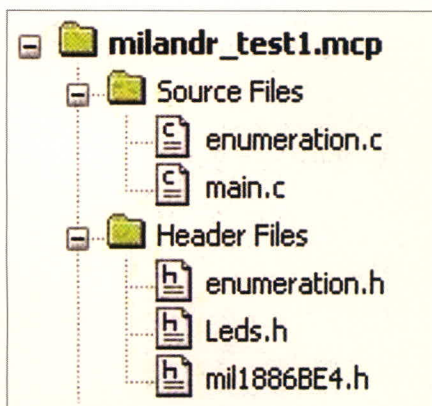 milandr_test1.mcp
Source Files
enumeration.c
main.c
Header Files
enumeration.h
Leds.h
mil1886BE4.h